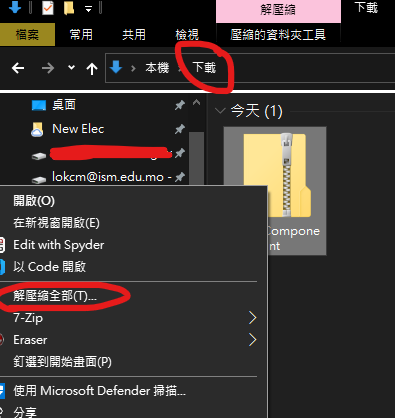 解壓縮
下載
檔案
常用
共用
檢視
壓縮的資料夾工具
本機
下載
桌面
New Elec
lokcm@ism.edu.mo -
今天 (1)
Compone
nt
開啟(O)
在新視窗開啟(E)
Edit with Spyder
以 Code 開啟
解壓縮全部(T)...
7-Zip
Eraser
釘選到開始畫面(P)
使用 Microsoft Defender 掃描...
分享